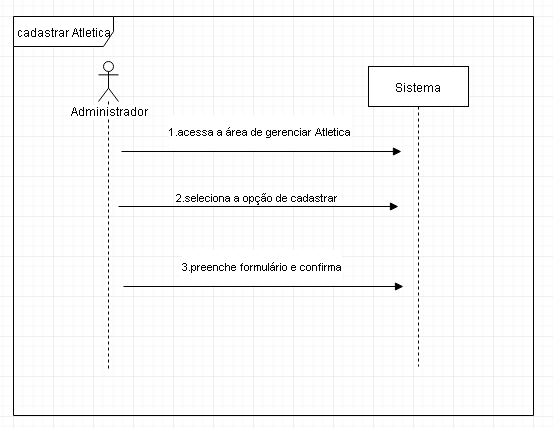 cadastrar Atletica
Administrador
Sistema
1.acessa a área de gerenciar Atletica
2.seleciona a opção de cadastrar
3.preenche formulário e confirma